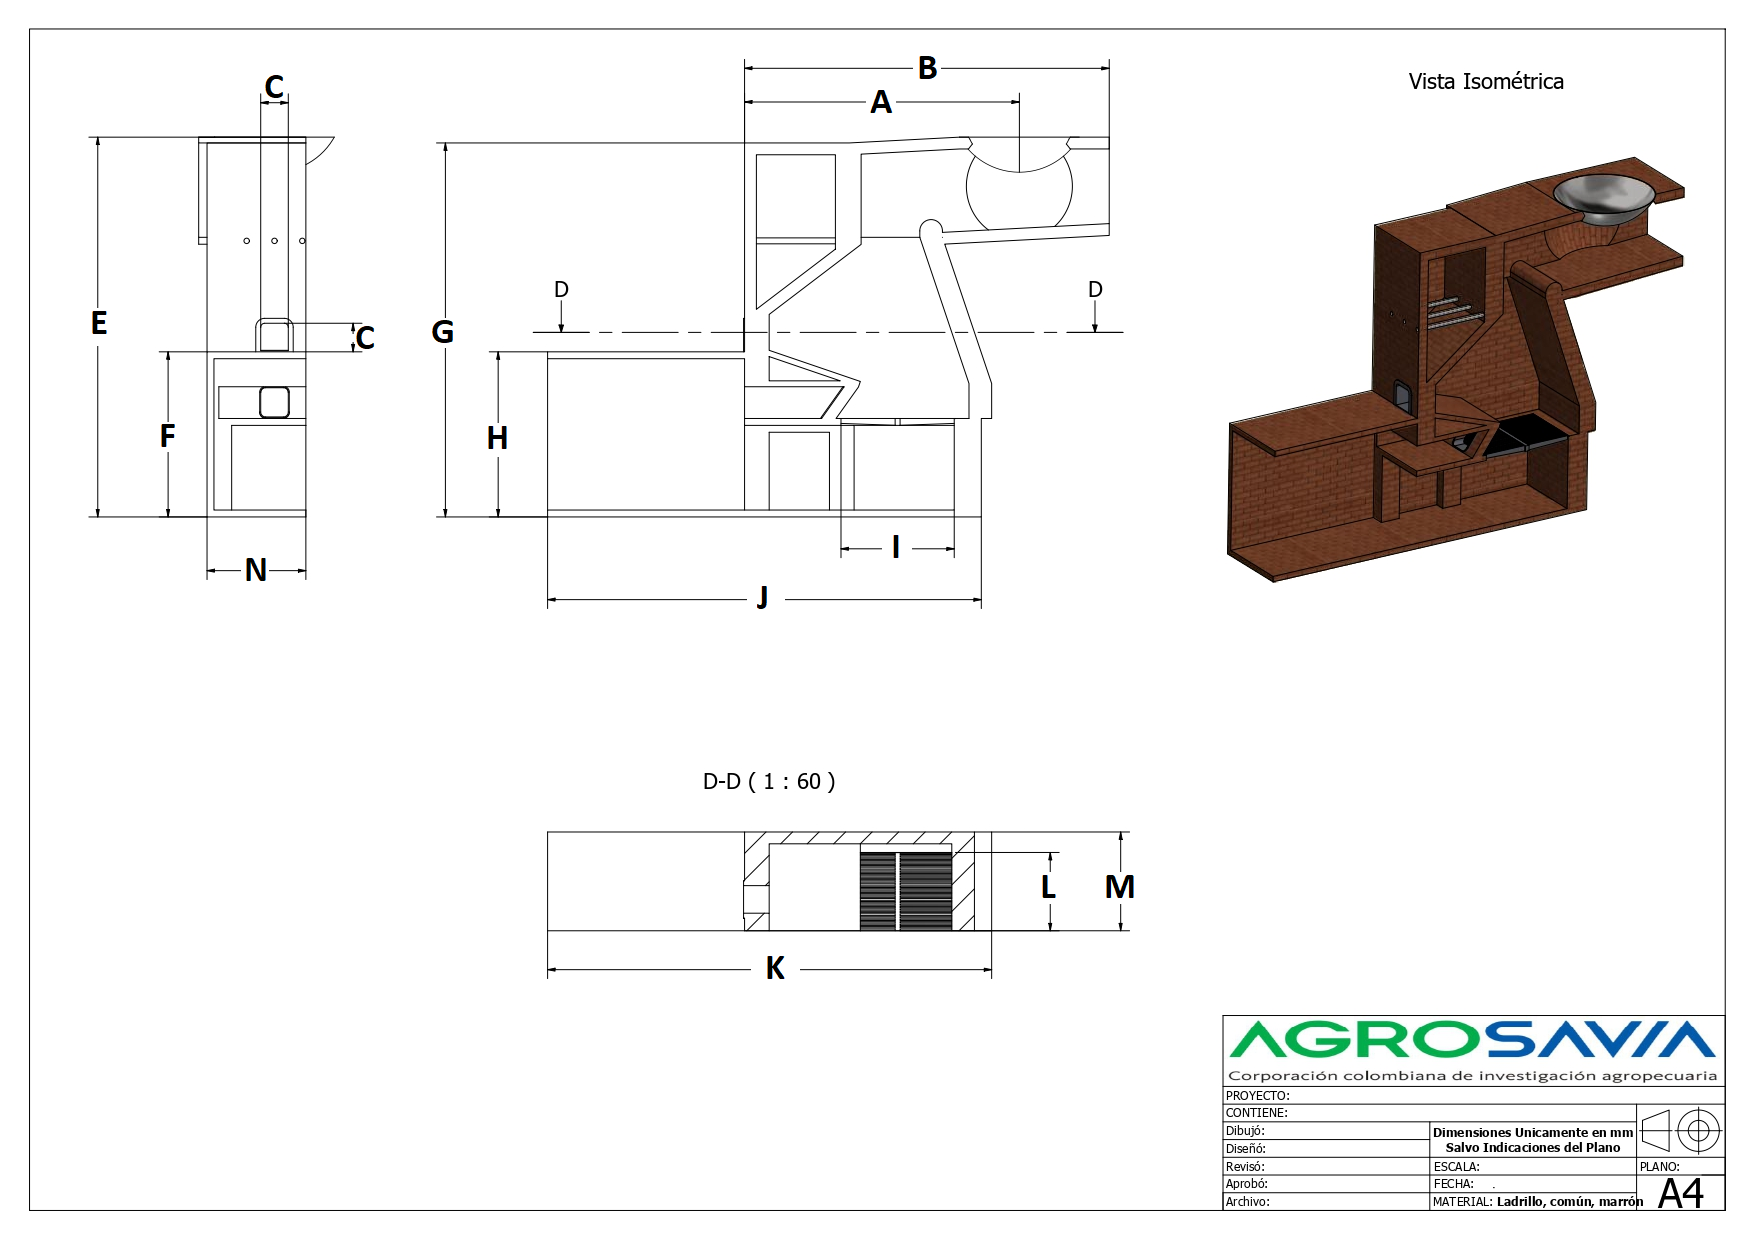 B
Vista Isométrica
C
A
D
D
E
G
C
F
H
I
N
J
D-D ( 1 : 60 )
L
M
K
AGROSAVIA
Corporación colombiana de investigación agropecuaria
PROYECTO:
CONTIENE:
Dibujó:
Dimensiones Unicamente en mm
Diseñó:
Salvo Indicaciones del Plano
Revisó:
ESCALA:
PLANO:
Aprobó:
FECHA: .
A4
Archivo:
MATERIAL: Ladrillo, común, marrón